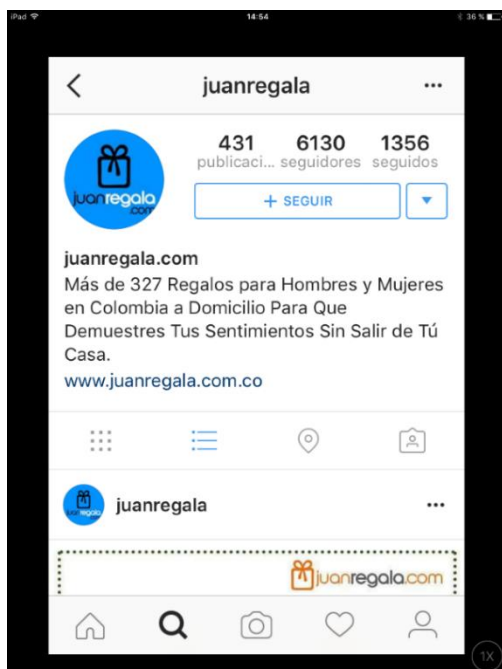 iPad 14:54 36 %
juanregala
431 6130 1356
publicaci... seguidores seguidos
juanregala.com
+ SEGUIR
juanregala.com
Más de 327 Regalos para Hombres y Mujeres
en Colombia a Domicilio Para Que
Demuestres Tus Sentimientos Sin Salir de Tú
Casa.
www.juanregala.com.co
juanregala
juanregala.com
1X